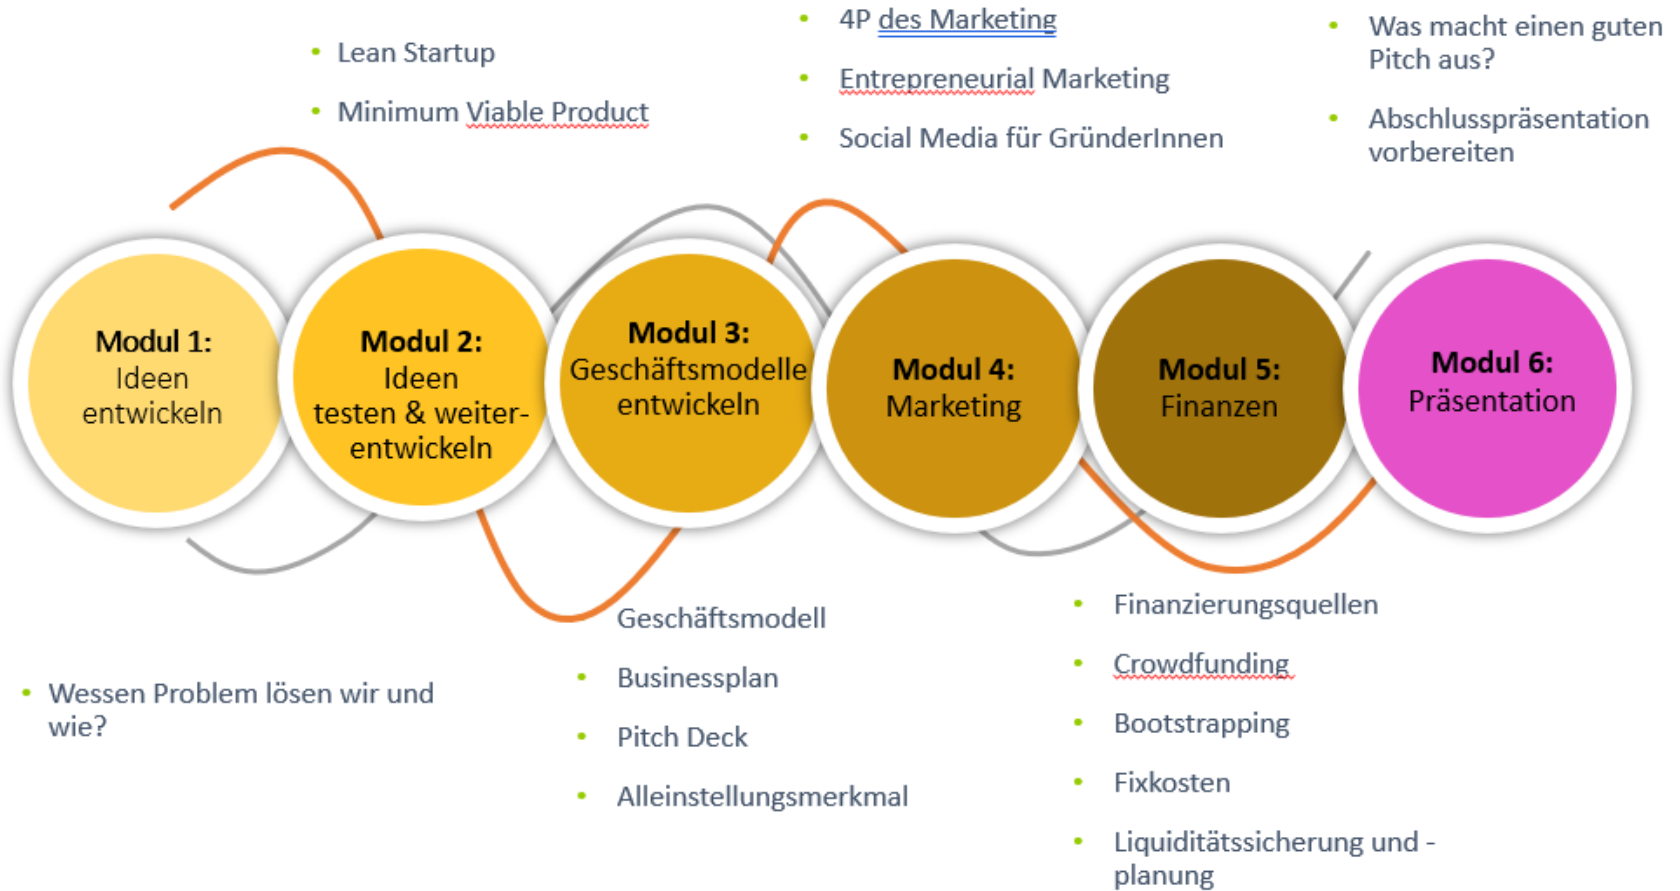 • Lean Startup
• Minimum Viable Product
• 4P des Marketing
• Entrepreneurial Marketing
• Social Media für GründerInnen
• Was macht einen guten
Pitch aus?
• Abschlusspräsentation
vorbereiten
Modul 1:
Ideen
entwickeln
Modul 2:
Ideen
testen & weiter-
entwickeln
Modul 3:
Geschäftsmodelle
entwickeln
Modul 4:
Marketing
Modul 5:
Finanzen
Modul 6:
Präsentation
• Wessen Problem lösen wir und
wie?
Geschäftsmodell
• Businessplan
• Pitch Deck
• Alleinstellungsmerkmal
• Finanzierungsquellen
• Crowdfunding
• Bootstrapping
• Fixkosten
• Liquiditätssicherung und -
planung